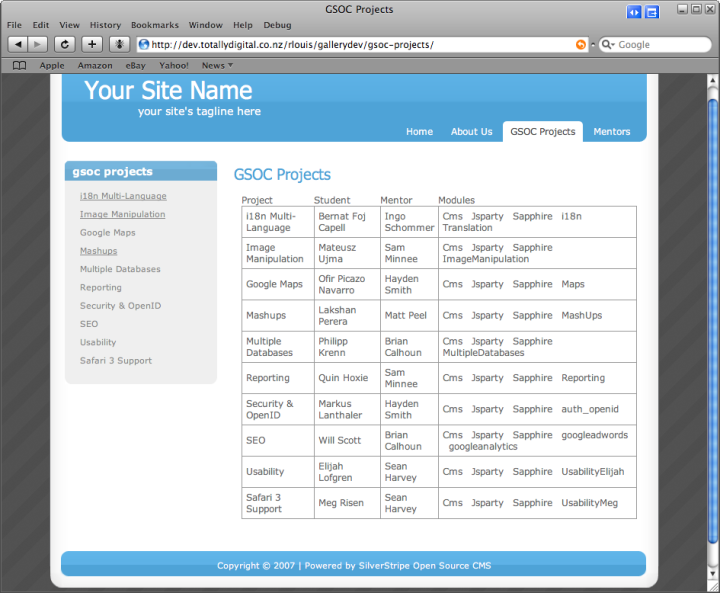 GSOC Projects
File Edit View History Bookmarks Window Help Debug
http://dev.totallydigital.co.nz/rlouis/gallerydev/gsoc-projects/
Google
Apple Amazon eBay Yahoo! News
Your Site Name
your site's tagline here
Home About Us GSOC Projects Mentors
gsoc projects
i18n Multi-Language
Image Manipulation
Google Maps
Mashups
Multiple Databases
Reporting
Security & OpenID
SEO
Usability
Safari 3 Support
GSOC Projects
Project Student Mentor Modules
i18n Multi- Bernat Foj Ingo Cms Jsparty Sapphire i18n
Language Capell Schommer Translation
Image Mateusz Sam Cms Jsparty Sapphire
Manipulation Ujma Minnee ImageManipulation
Google Maps Ofir Picazo Hayden Cms Jsparty Sapphire Maps
Navarro Smith
Mashups Lakshan Matt Peel Cms Jsparty Sapphire MashUps
Perera
Multiple Philipp Brian Cms Jsparty Sapphire
Databases Krenn Calhoun MultipleDatabases
Reporting Quin Hoxie Sam Cms Jsparty Sapphire Reporting
Minnee
Security & Markus Hayden Cms Jsparty Sapphire auth_openid
OpenID Lanthaler Smith
SEO Will Scott Brian Cms Jsparty Sapphire googleadwords
Calhoun googleanalytics
Usability Elijah Sean Cms Jsparty Sapphire UsabilityElijah
Lofgren Harvey
Safari 3 Meg Risen Sean Cms Jsparty Sapphire UsabilityMeg
Support Harvey
Copyright © 2007 | Powered by SilverStripe Open Source CMS